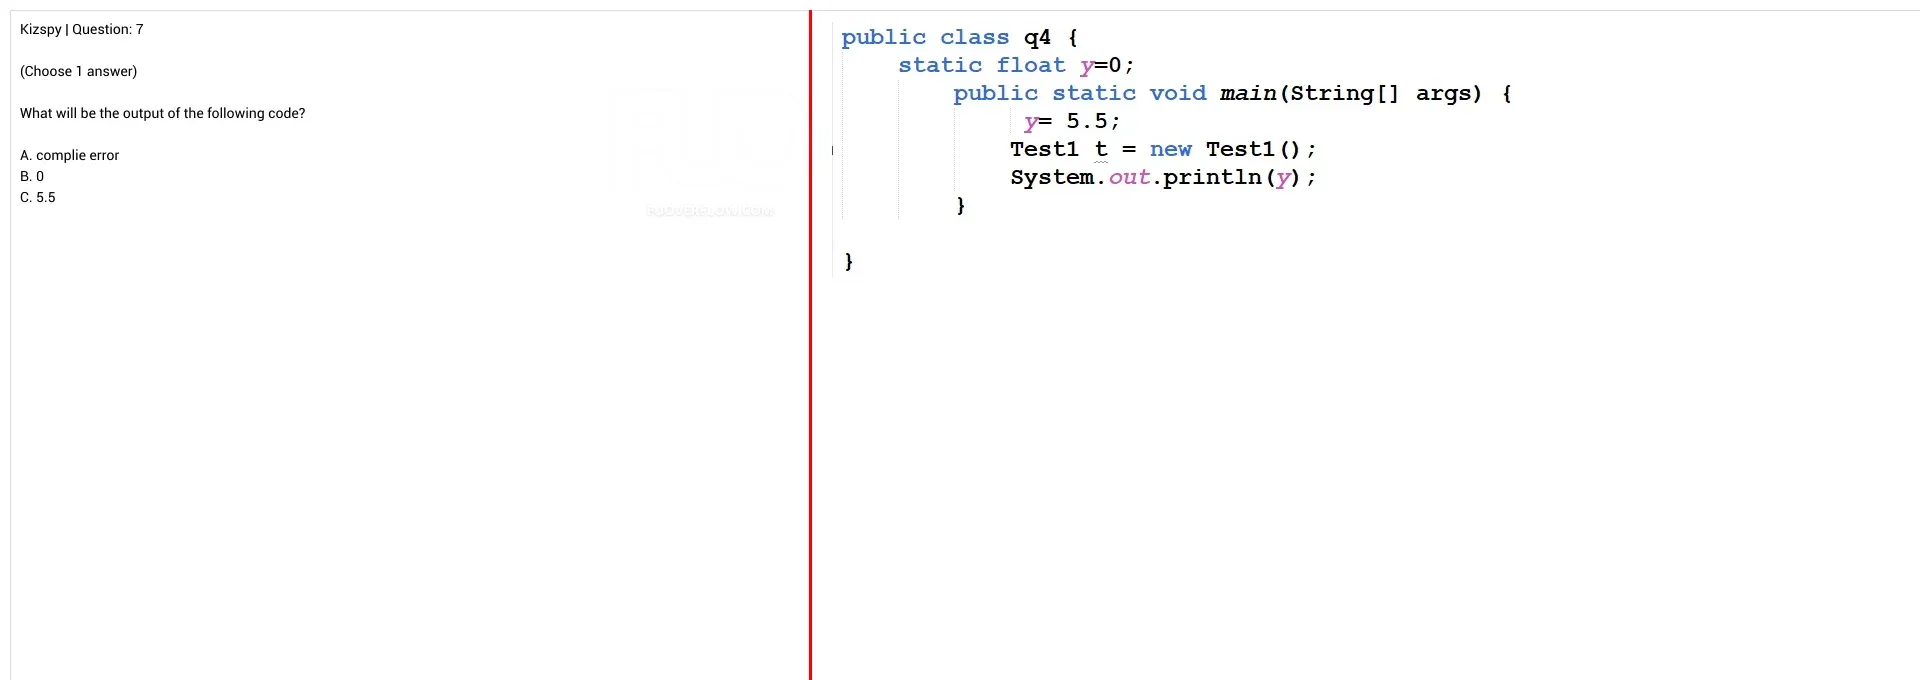 Kizspy | Question: 7
(Choose 1 answer)
What will be the output of the following code?
A. complie error
B. 0
C. 5.5
FUOVERFLOW.COM
public class q4 {
static float y=0;
public static void main(String[] args) {
y= 5.5;
Test1 t = new Test1();
System.out.println(y);
}
}